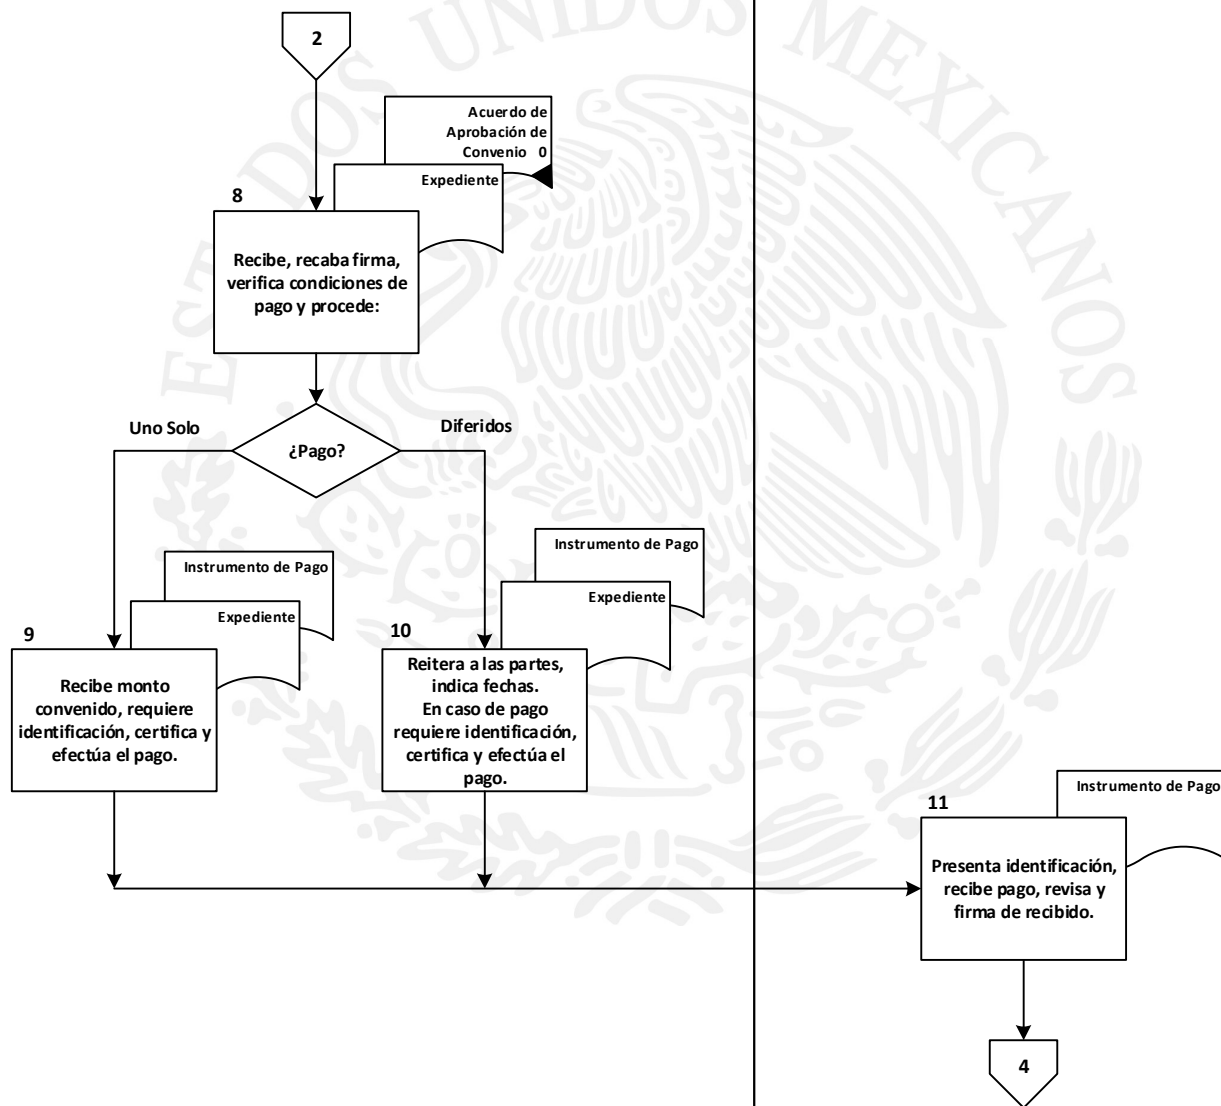 ESTADOS UNIDOS MEXICANOS
2
Acuerdo de
Aprobación de
Convenio 0
Expediente
8
Recibe, recaba firma,
verifica condiciones de
pago y procede:
¿Pago?
Uno Solo
Diferidos
Instrumento de Pago
Expediente
9
Recibe monto
convenido, requiere
identificación, certifica y
efectúa el pago.
Instrumento de Pago
Expediente
10
Reitera a las partes,
indica fechas.
En caso de pago
requiere identificación,
certifica y efectúa el
pago.
Instrumento de Pago
11
Presenta identificación,
recibe pago, revisa y
firma de recibido.
4